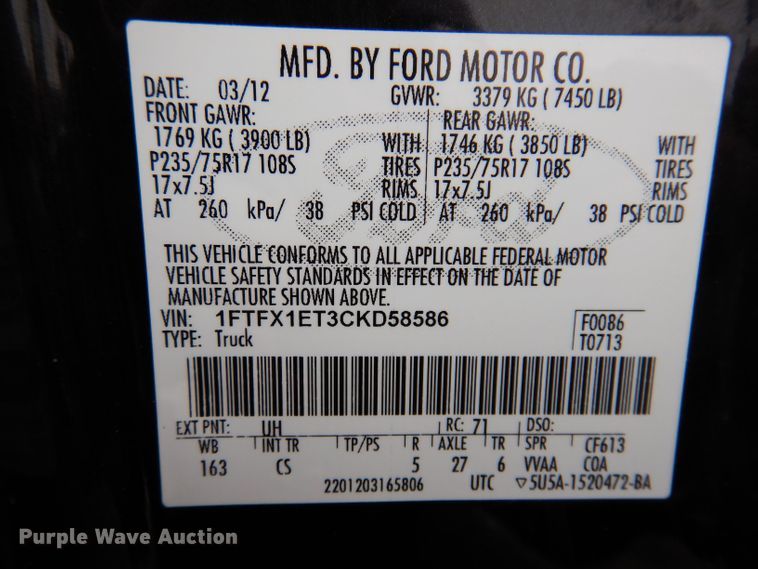 MFD. BY FORD MOTOR CO.
DATE: 03/12 GVWR: 3379 KG ( 7450 LB)
FRONT GAWR: REAR GAWR:
1769 KG ( 3900 LB) WITH 1746 KG ( 3850 LB) WITH
P235/75R17 108S TIRES P235/75R17 108S TIRES
17x7.5J RIMS 17x7.5J RIMS
AT 260 kPa/ 38 PSI COLD AT 260 kPa/ 38 PSI COLD
Ford
THIS VEHICLE CONFORMS TO ALL APPLICABLE FEDERAL MOTOR
VEHICLE SAFETY STANDARDS IN EFFECT ON THE DATE OF
MANUFACTURE SHOWN ABOVE.
VIN: 1FTFX1ET3CKD58586 F0086
TYPE: Truck T0713
EXT PNT: UH RC: 71 DSO:
WB INT TR TP/PS R AXLE TR SPR CF613
163 CS 5 27 6 VVAA COA
2201203165806 UTC ▽5U5A-1520472-BA
Purple Wave Auction